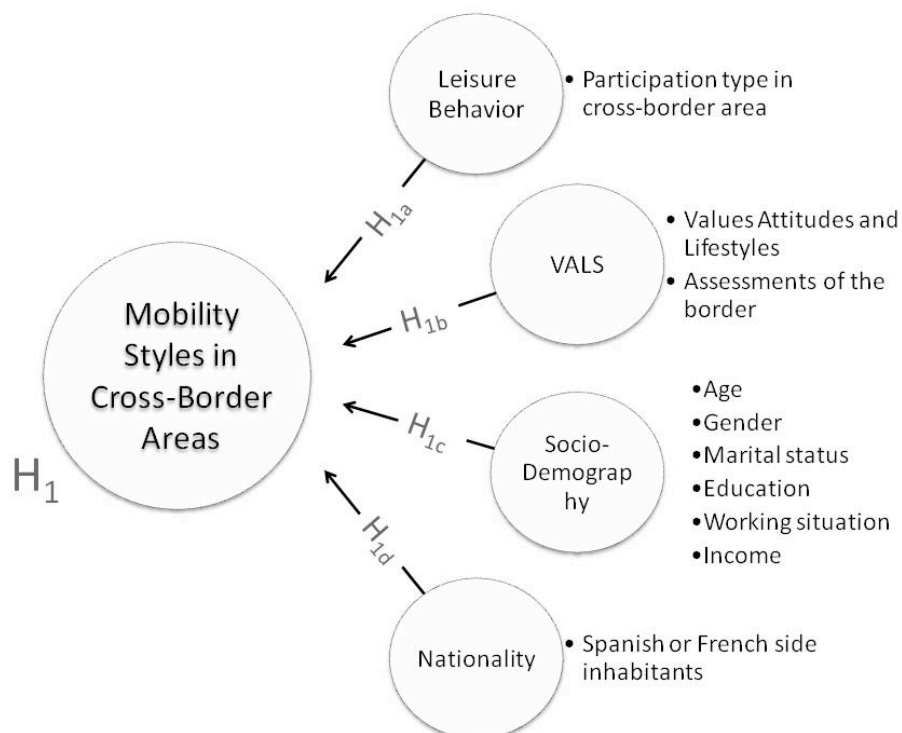 Leisure
Behavior
• Participation type in
cross-border area
H1a
VALS
• Values Attitudes and
Lifestyles
• Assessments of the
border
H1b
Mobility
Styles in
Cross-Border
Areas
H1
H1c
Socio-
Demograp
hy
•Age
•Gender
•Marital status
•Education
•Working situation
•Income
H1d
Nationality
• Spanish or French side
inhabitants